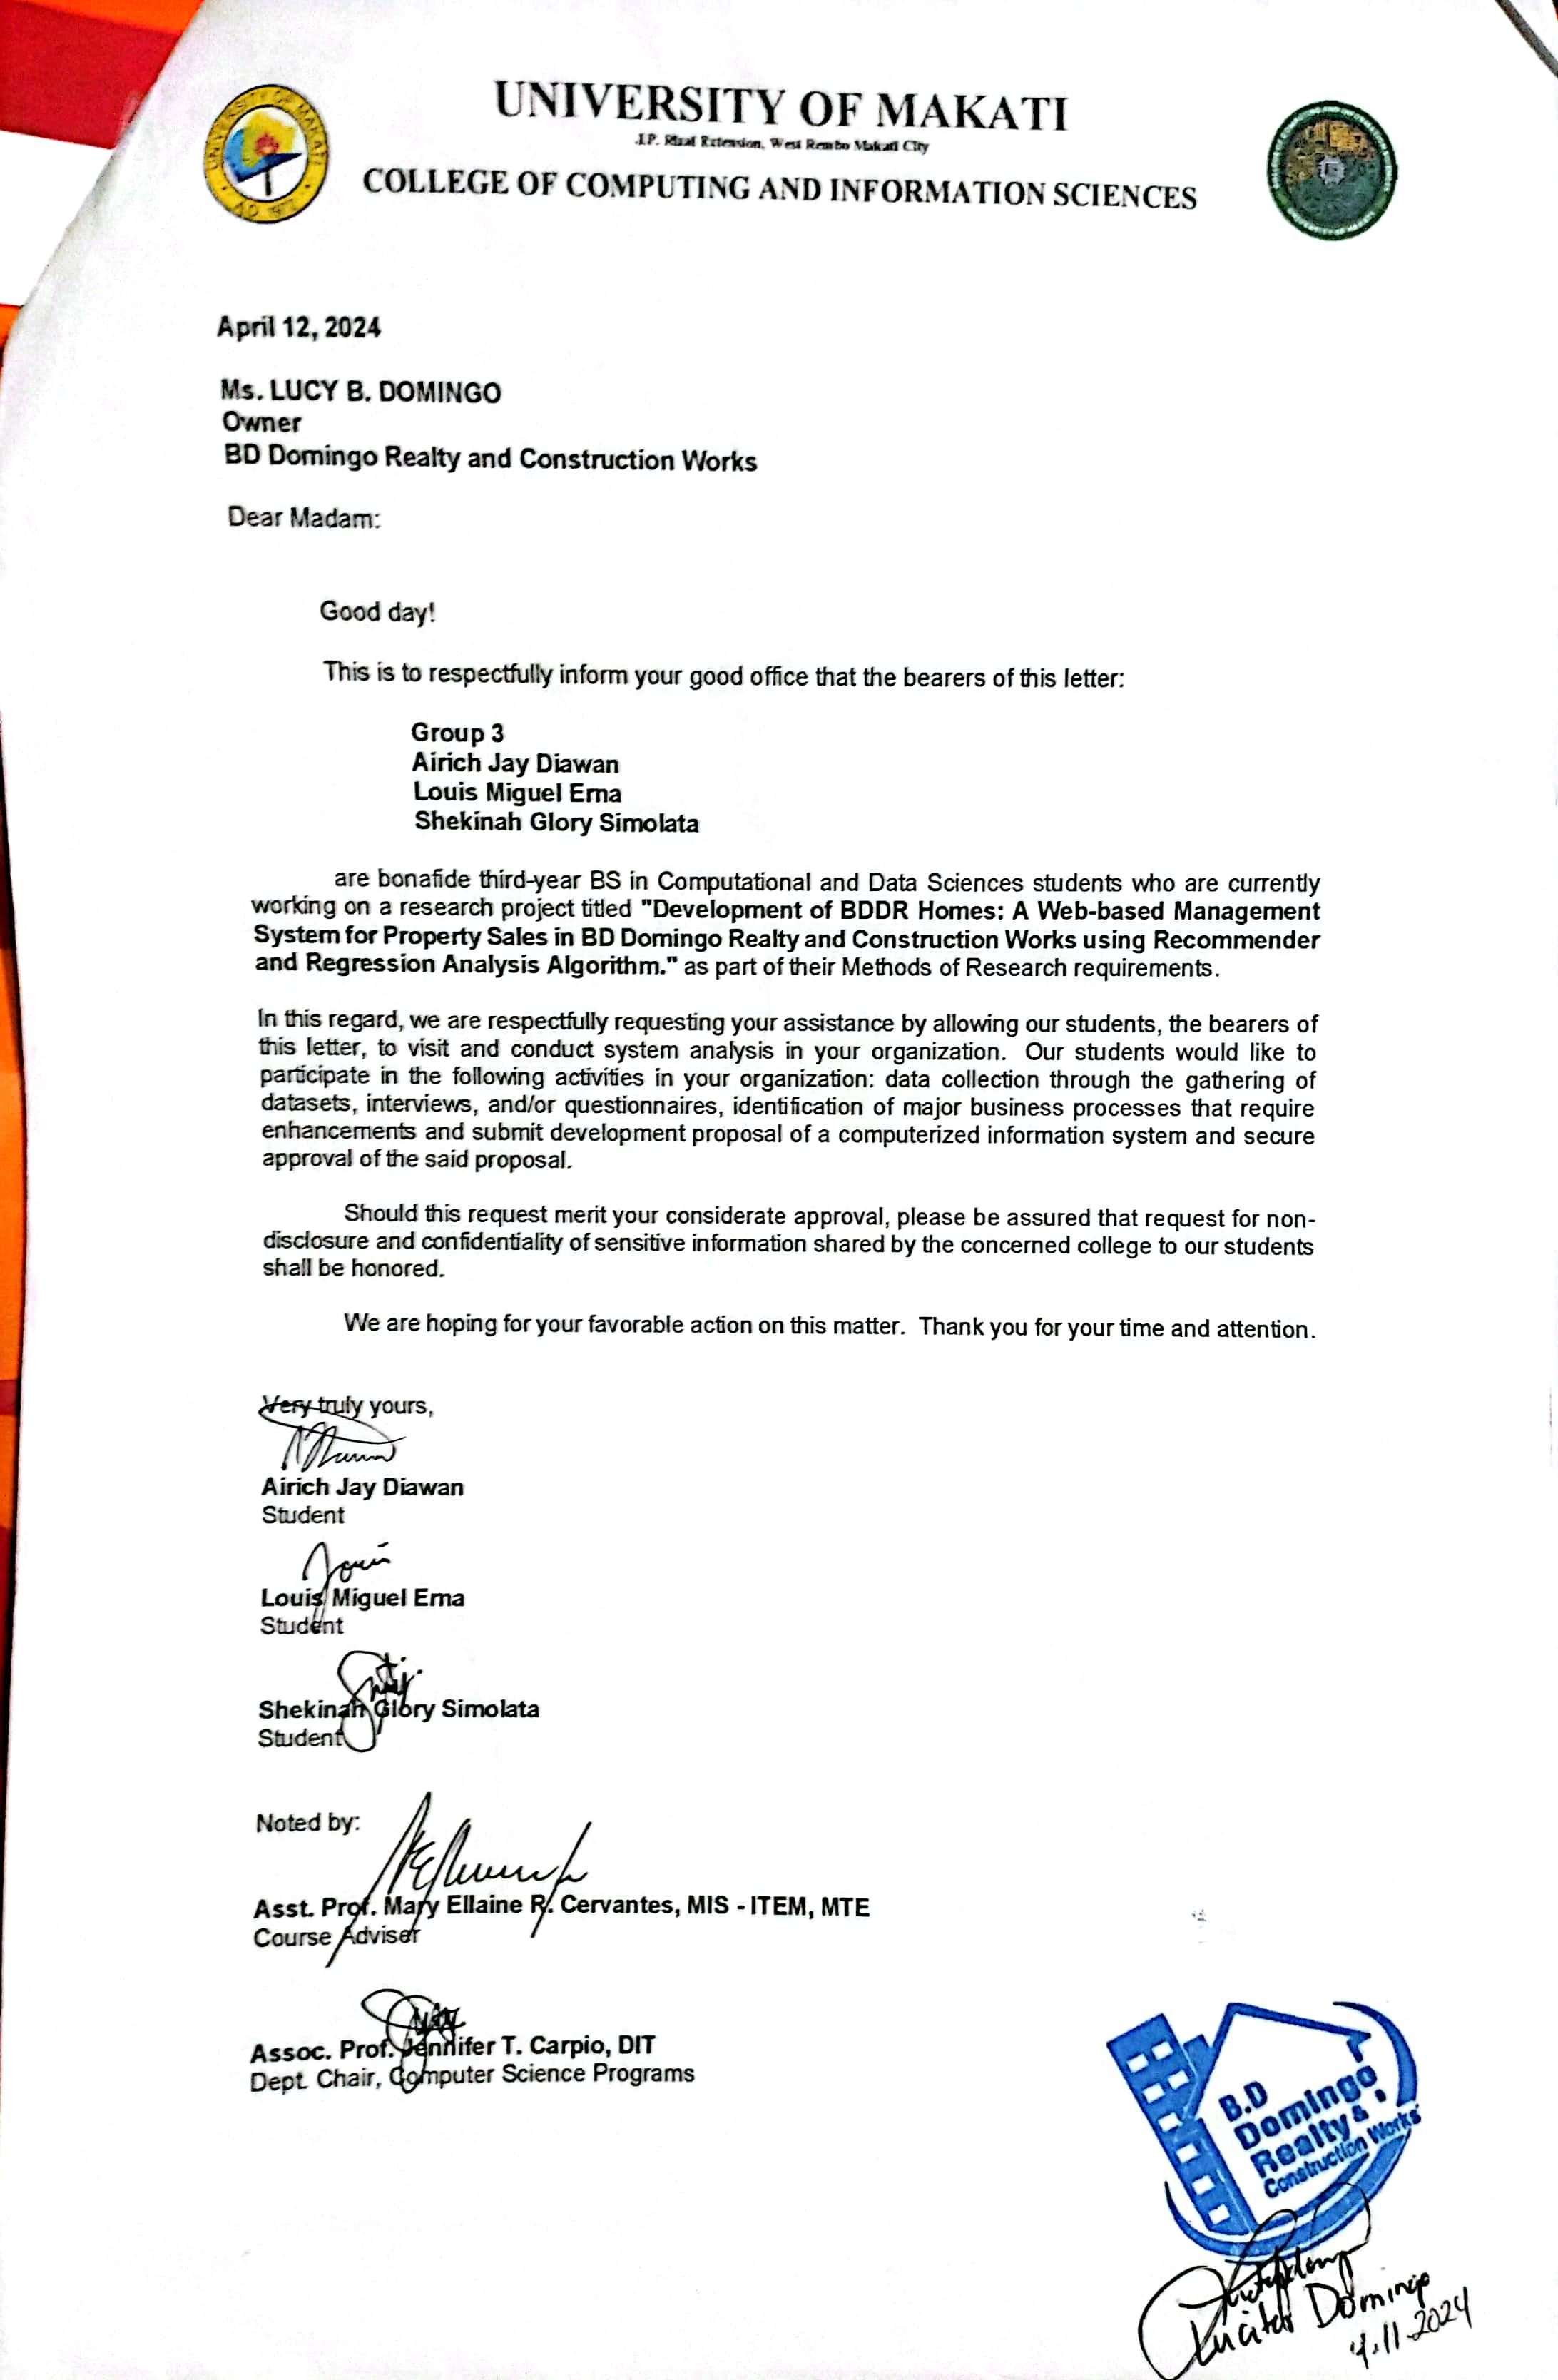 UNIVERSITY OF MAKATI
J.P. Rizal Extension, West Rembo Makati City
COLLEGE OF COMPUTING AND INFORMATION SCIENCES
April 12, 2024
Ms. LUCY B. DOMINGO
Owner
BD Domingo Realty and Construction Works
Dear Madam:
Good day!
This is to respectfully inform your good office that the bearers of this letter:
Group 3
Airich Jay Diawan
Louis Miguel Erna
Shekinah Glory Simolata
are bonafide third-year BS in Computational and Data Sciences students who are currently
working on a research project titled "Development of BDDR Homes: A Web-based Management
System for Property Sales in BD Domingo Realty and Construction Works using Recommender
and Regression Analysis Algorithm." as part of their Methods of Research requirements.
In this regard, we are respectfully requesting your assistance by allowing our students, the bearers of
this letter, to visit and conduct system analysis in your organization. Our students would like to
participate in the following activities in your organization: data collection through the gathering of
datasets, interviews, and/or questionnaires, identification of major business processes that require
enhancements and submit development proposal of a computerized information system and secure
approval of the said proposal.
Should this request merit your considerate approval, please be assured that request for non-
disclosure and confidentiality of sensitive information shared by the concerned college to our students
shall be honored.
We are hoping for your favorable action on this matter. Thank you for your time and attention.
Very truly yours,
Airich Jay Diawan
Student
Louis Miguel Erna
Student
Shekinah Glory Simolata
Student
Noted by:
Asst. Prof. Mary Ellaine R. Cervantes, MIS - ITEM, MTE
Course Adviser
Assoc. Prof. Jennifer T. Carpio, DIT
Dept. Chair, Computer Science Programs
B.D
Domingo
Realty &
Construction Works
Lucita Domingo
4.11.2024